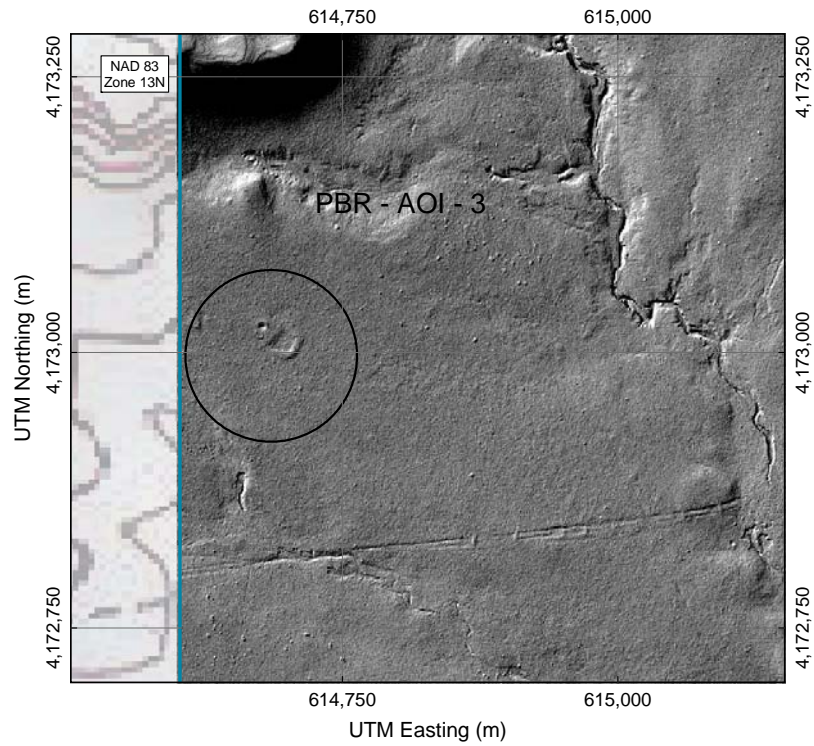 614,750
615,000
NAD 83
Zone 13N
4,173,250
4,173,250
PBR - AOI - 3
UTM Northing (m)
4,173,000
4,173,000
4,172,750
4,172,750
614,750
615,000
UTM Easting (m)